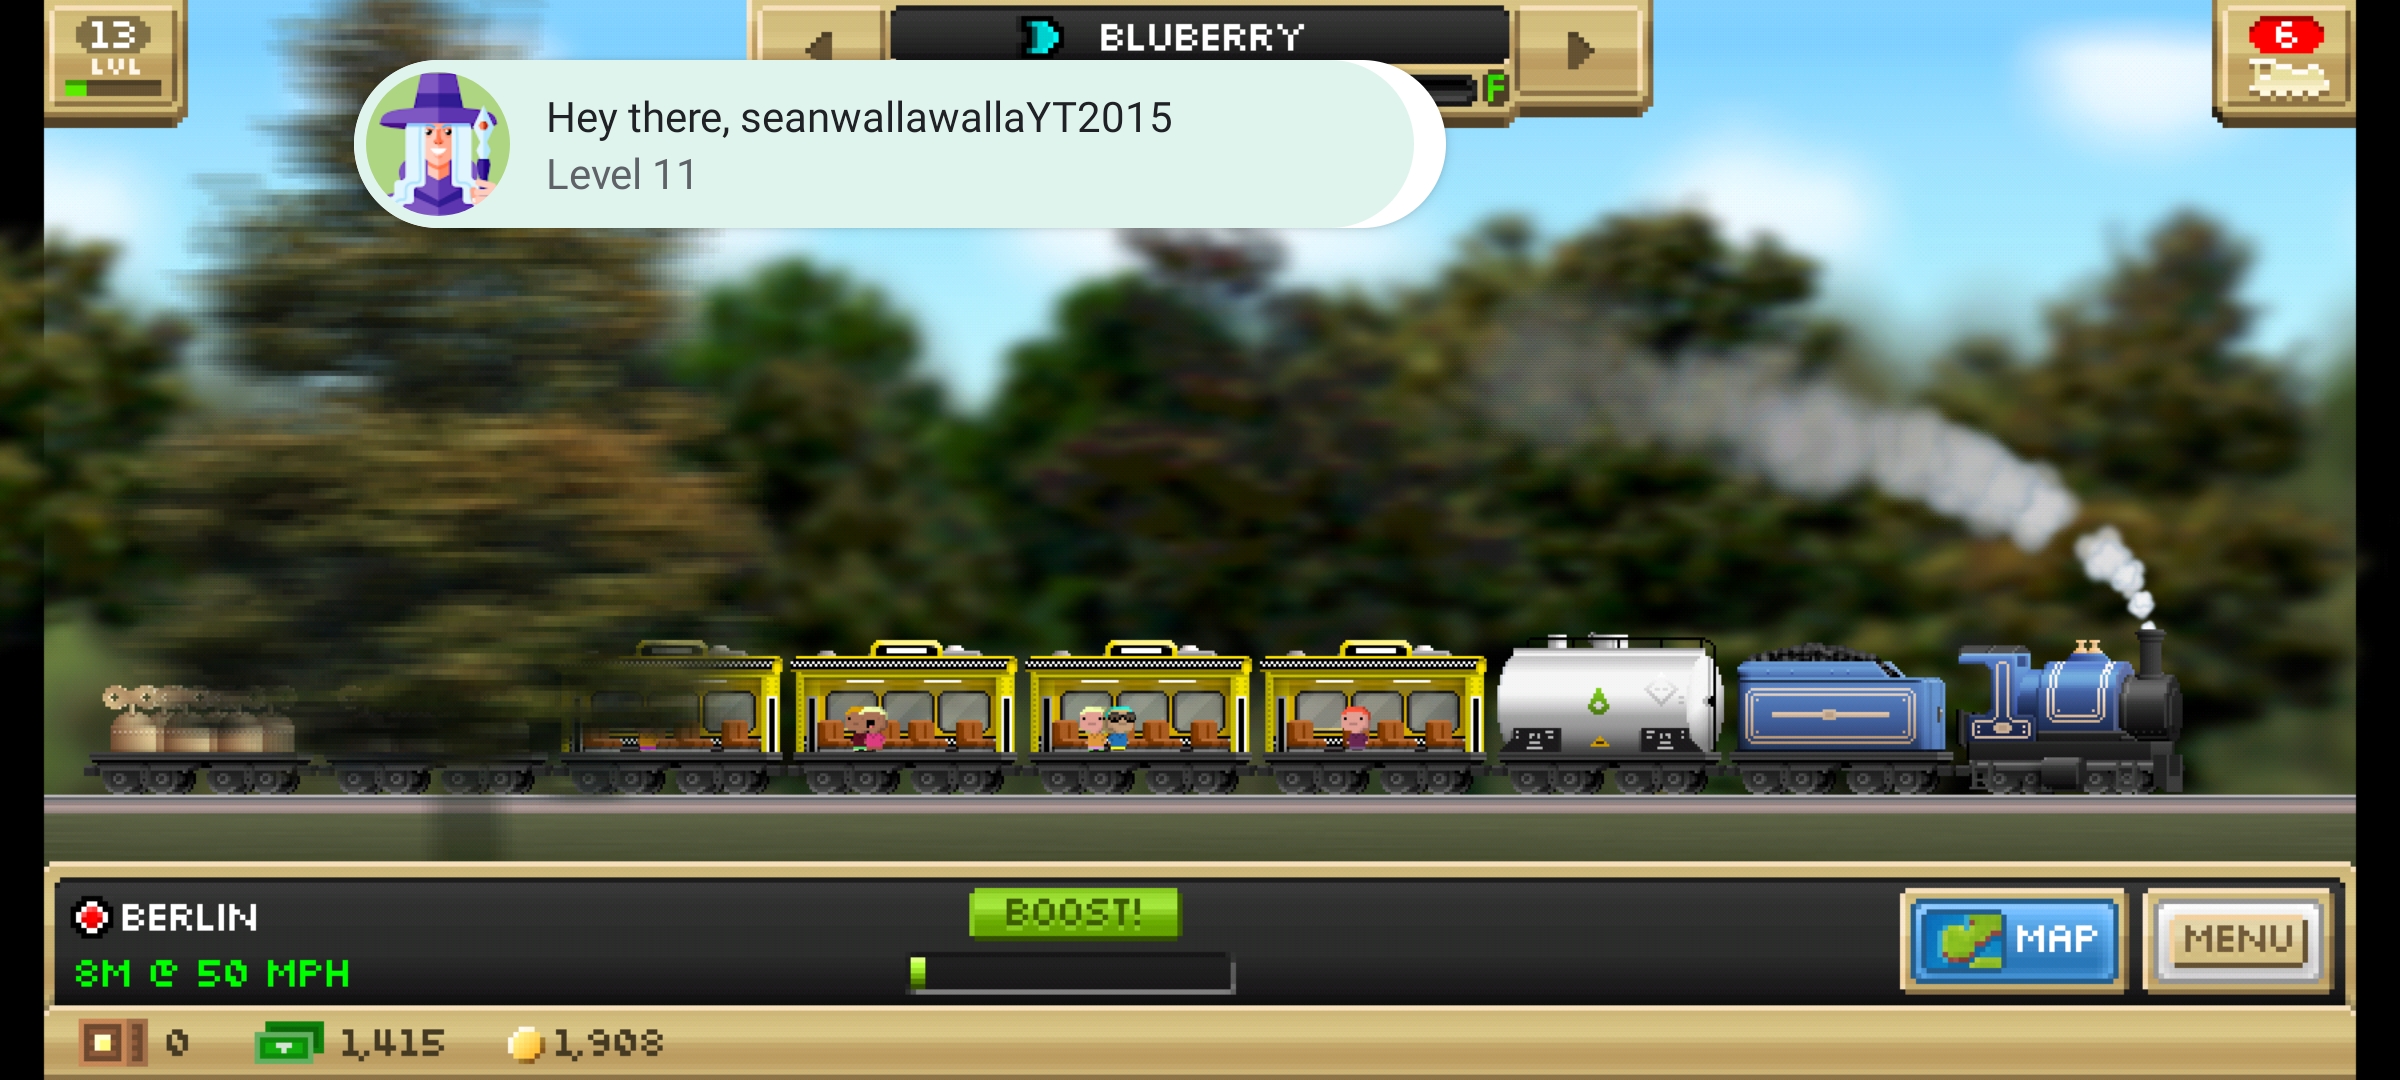 13
LVL
BLUBERRY
F
6
Hey there, seanwallawallaYT2015
Level 11
BERLIN
8M @ 50 MPH
BOOST!
MAP
MENU
0
1,415
1,908